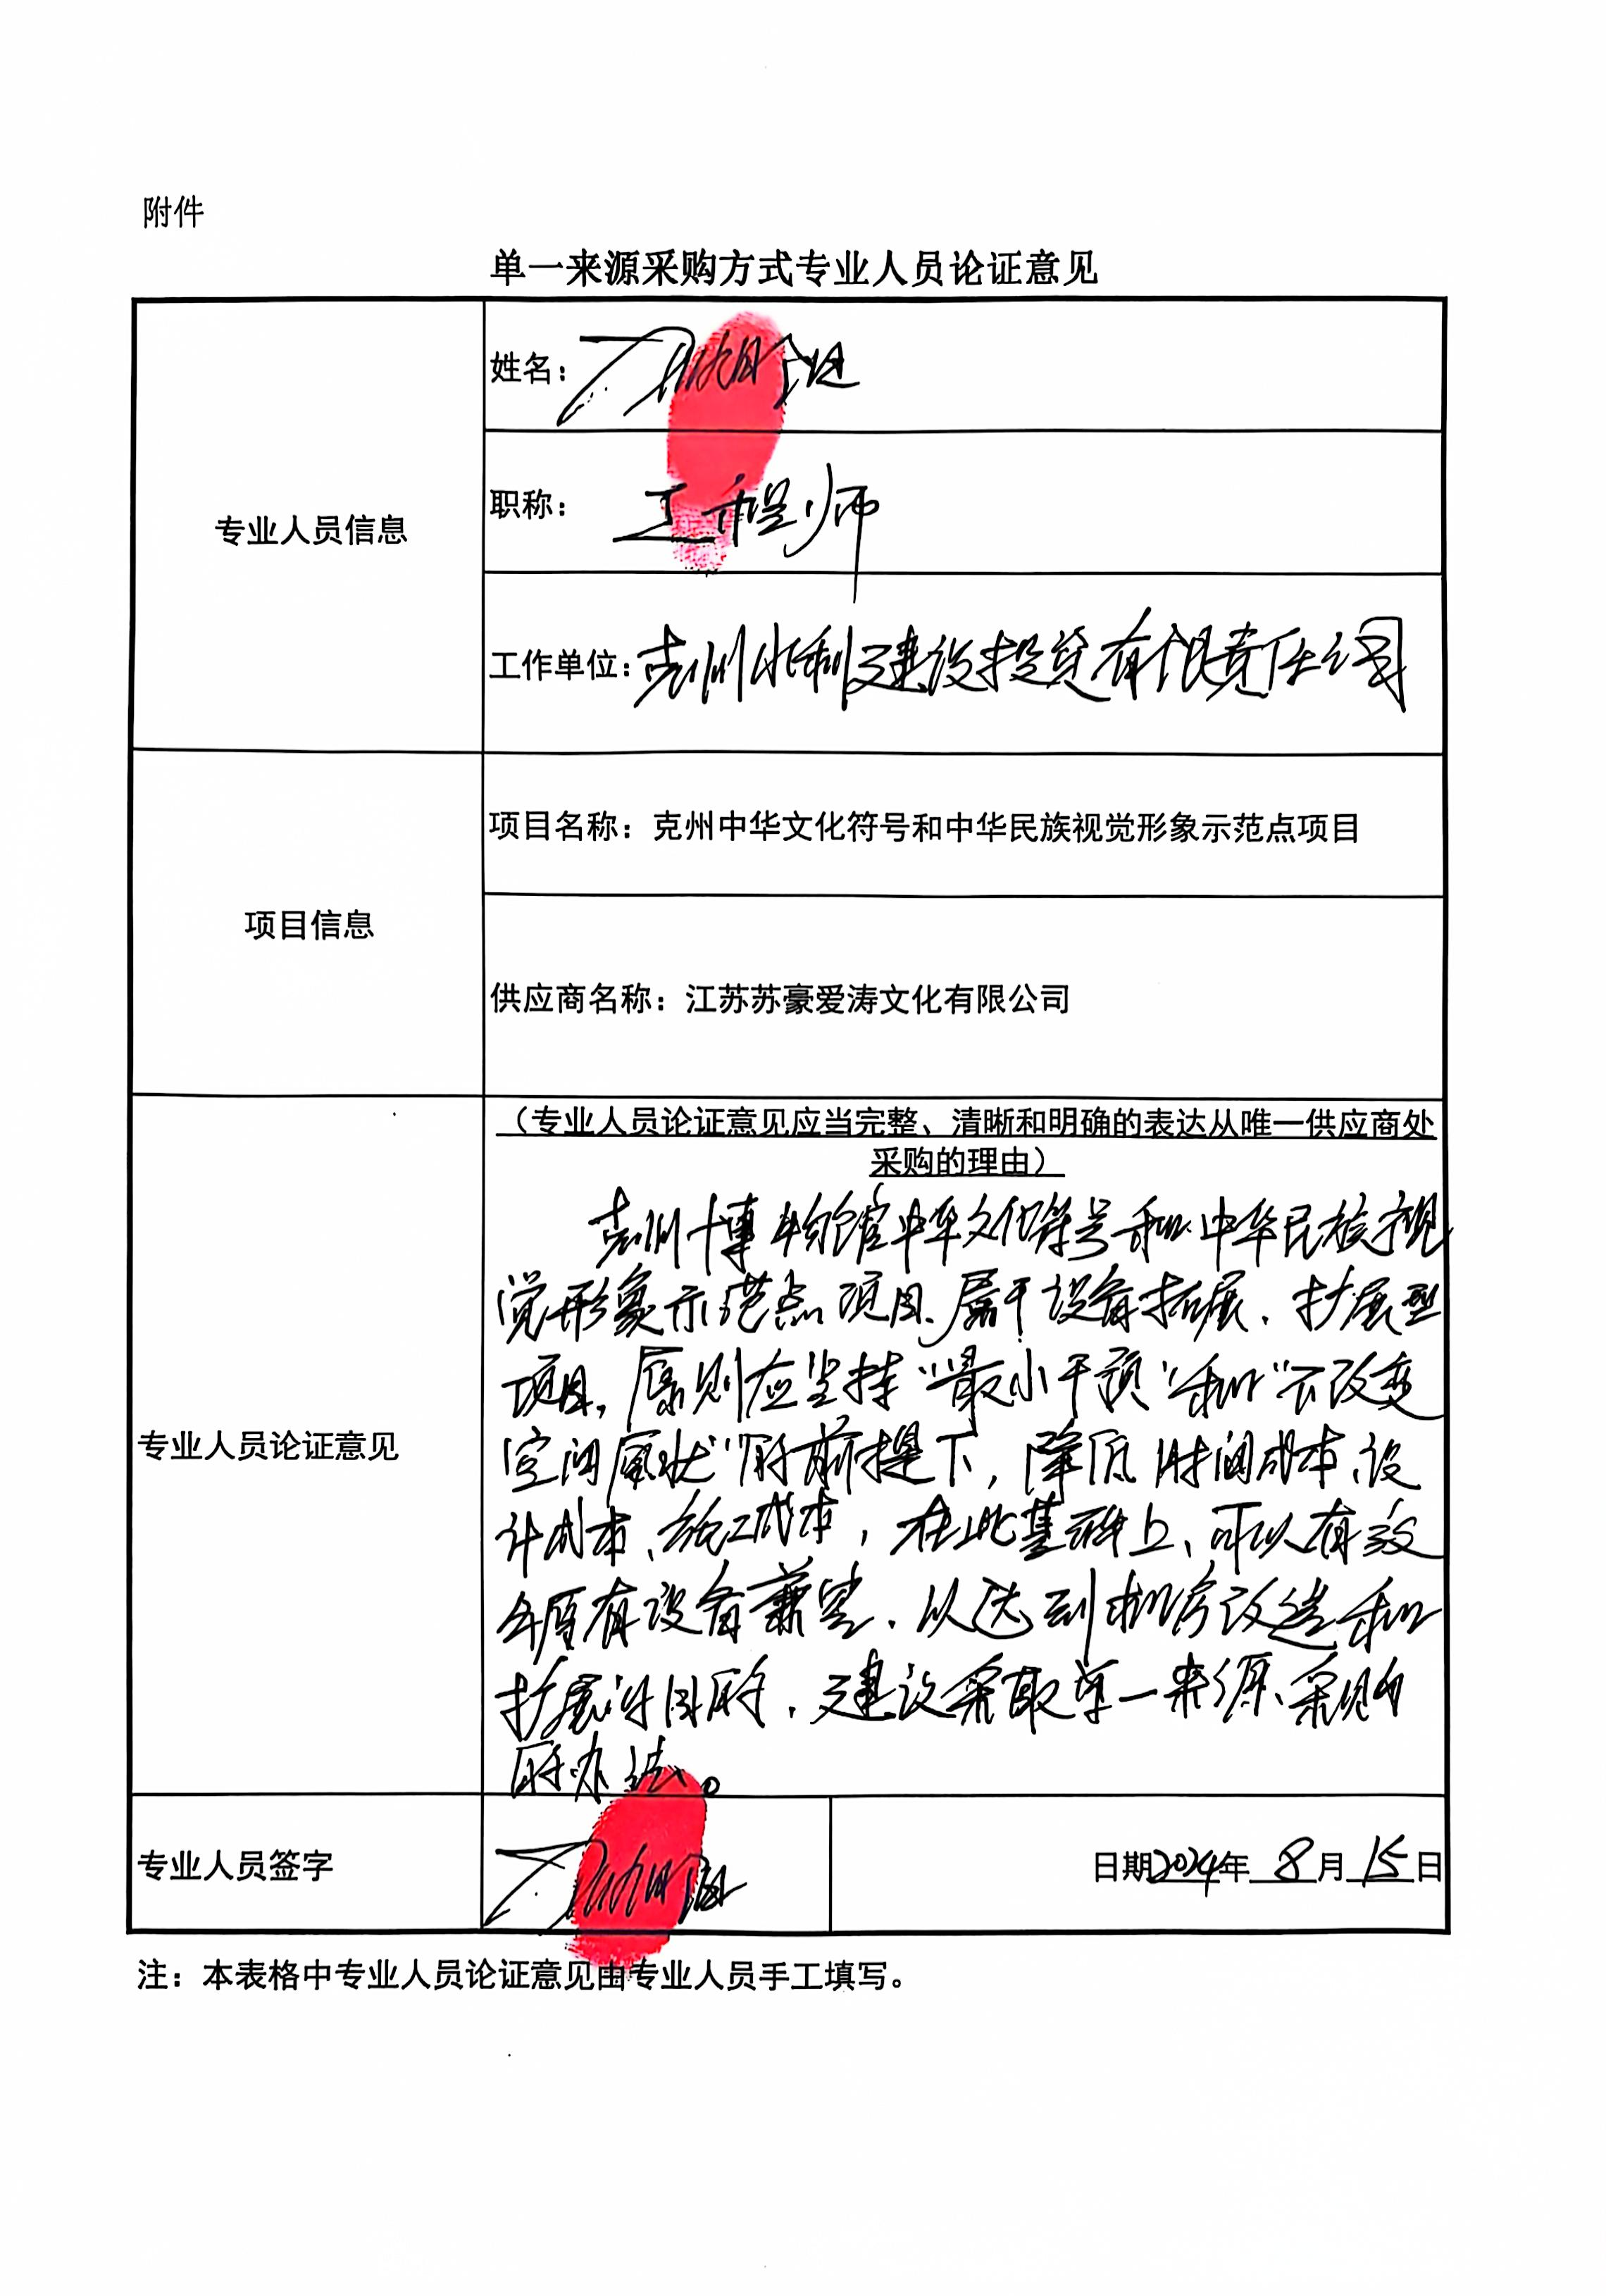 附件
单一来源采购方式专业人员论证意见
专业人员信息
姓名：
职称：工程师
工作单位：克州水利建设投资有限责任公司
项目信息
项目名称：克州中华文化符号和中华民族视觉形象示范点项目
供应商名称：江苏苏豪爱涛文化有限公司
专业人员论证意见
（专业人员论证意见应当完整、清晰和明确的表达从唯一供应商处
采购的理由）
克州博物馆中华文化符号和中华民族视
觉形象示范点项目、属于设备拓展、扩展型
项目，原则应坚持“最小干预”和“不改变
空间原状”的前提下，降低时间成本、设
计成本、施工成本，在此基础上、可以有效
与原有设备兼容、以达到维修改造和
扩展的目的，建议采取单一来源采购
的办法。
专业人员签字
日期2024年 8 月 15 日
注：本表格中专业人员论证意见由专业人员手工填写。